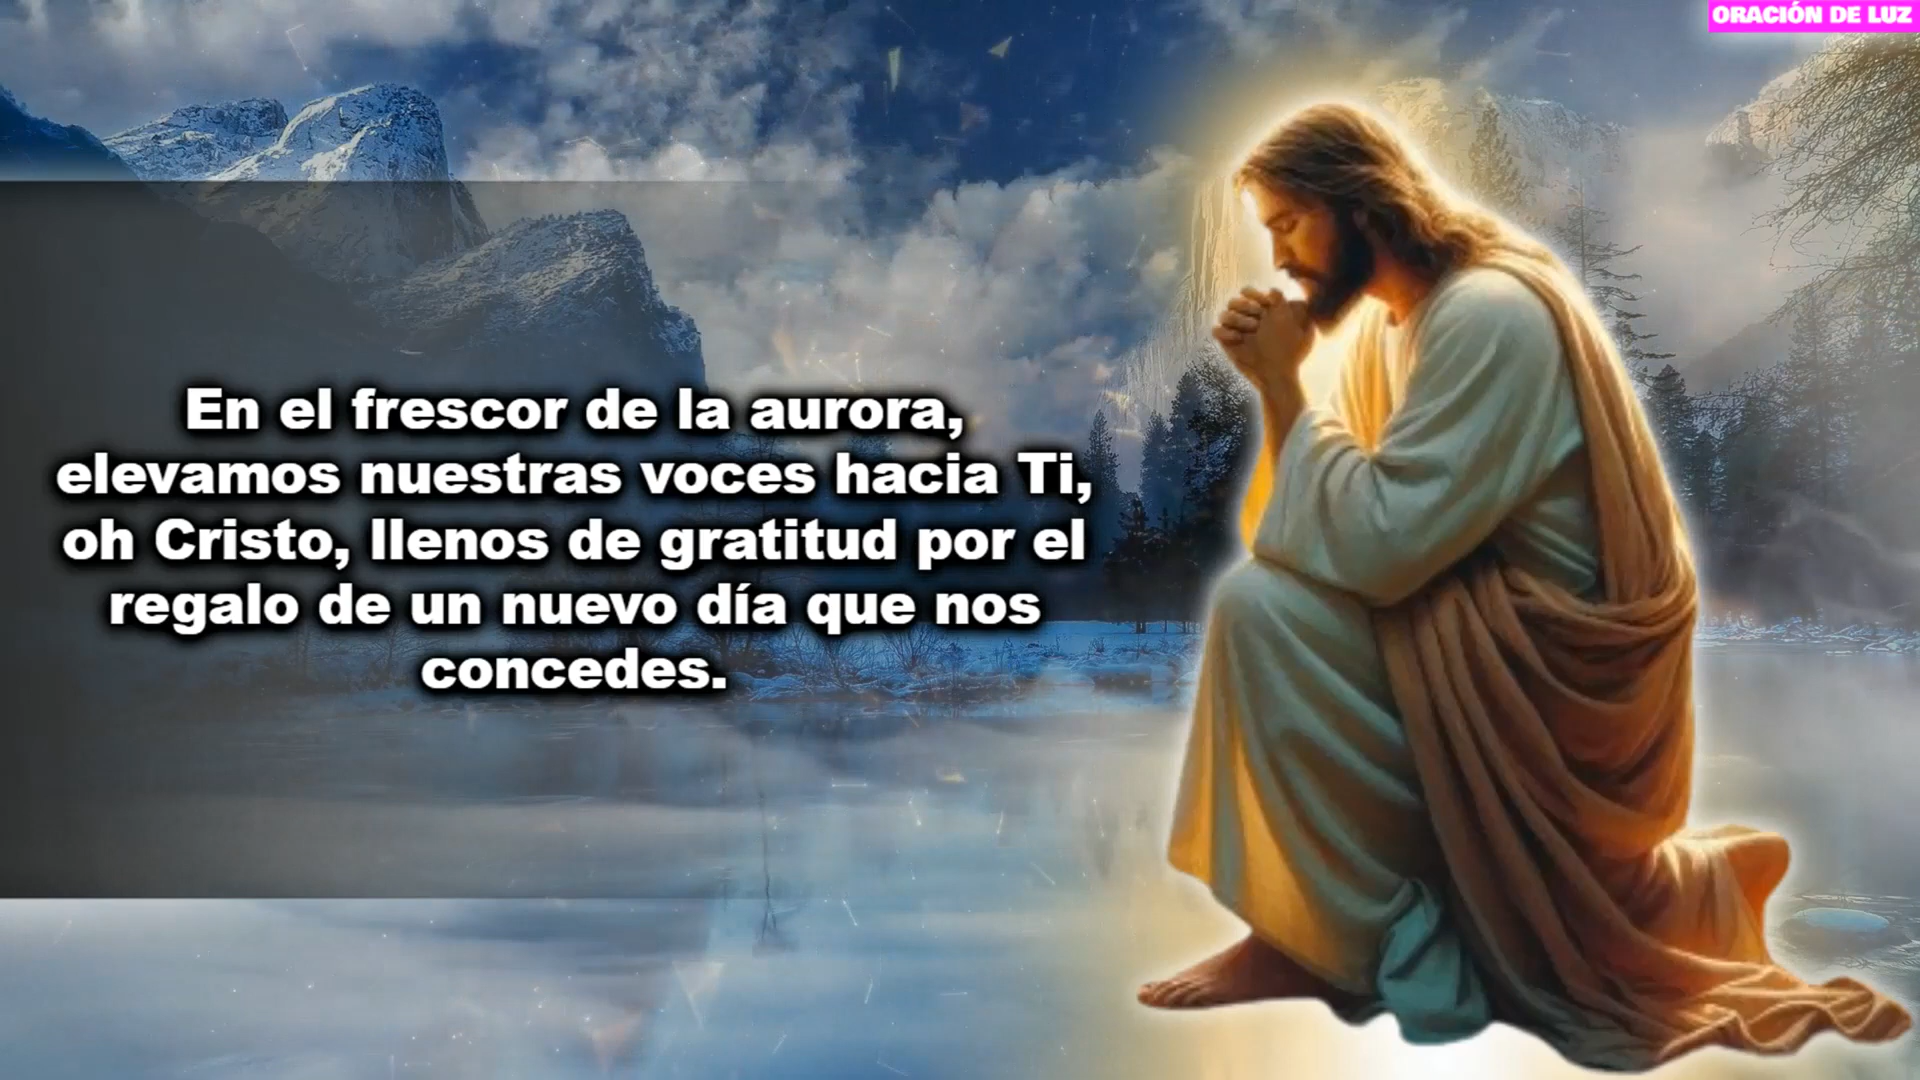 ORACIÓN DE LUZ
En el frescor de la aurora,
elevamos nuestras voces hacia Ti,
oh Cristo, llenos de gratitud por el
regalo de un nuevo día que nos
concedes.